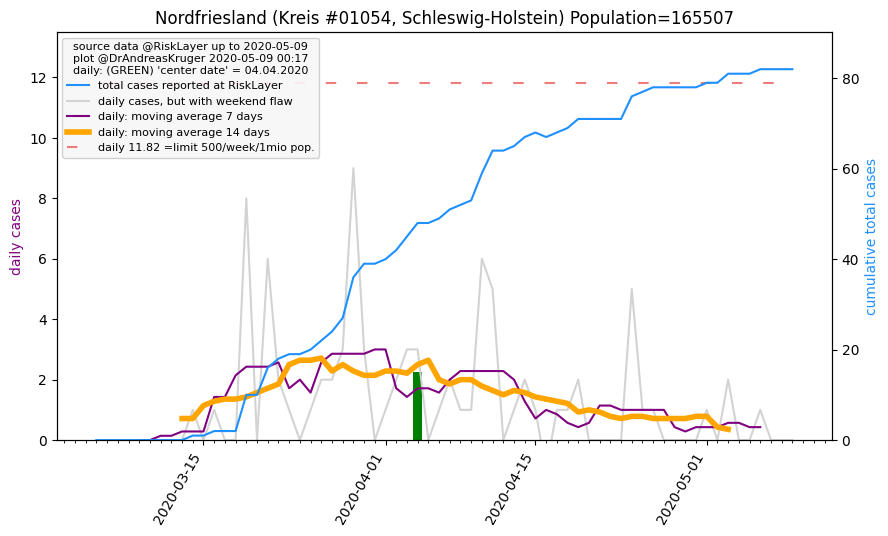 Nordfriesland (Kreis #01054, Schleswig-Holstein) Population=165507
source data @RiskLayer up to 2020-05-09
plot @DrAndreasKruger 2020-05-09 00:17
daily: (GREEN) 'center date' = 04.04.2020
total cases reported at RiskLayer
daily cases, but with weekend flaw
daily: moving average 7 days
daily: moving average 14 days
daily 11.82 =limit 500/week/1mio pop.
daily cases
12
10
8
6
4
2
0
cumulative total cases
80
60
40
20
0
2020-03-15
2020-04-01
2020-04-15
2020-05-01